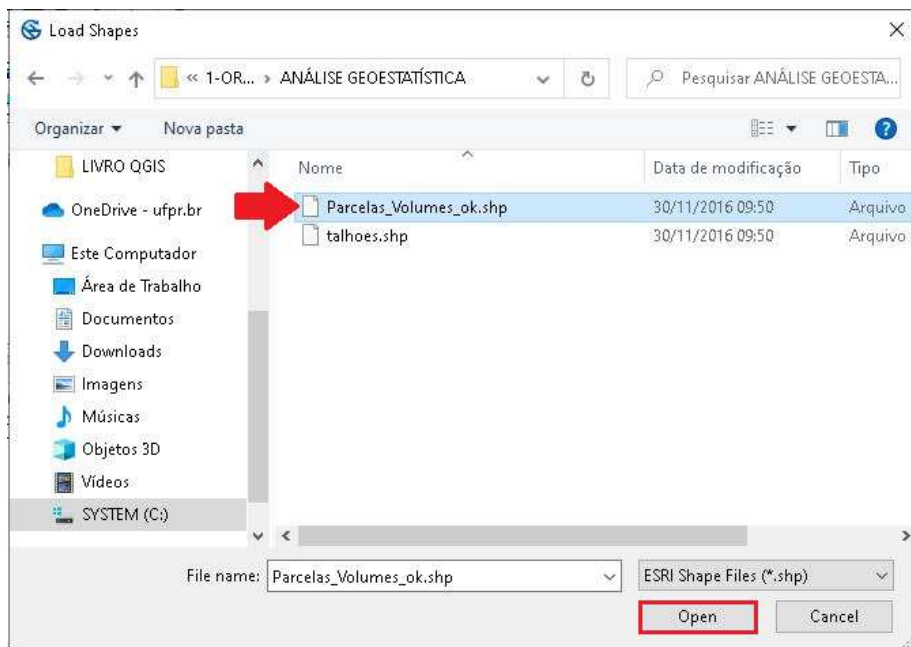 Load Shapes
« 1-OR... › ANÁLISE GEOESTATÍSTICA
Pesquisar ANÁLISE GEOESTA...
Organizar
Nova pasta
LIVRO QGIS
OneDrive - ufpr.br
Este Computador
Área de Trabalho
Documentos
Downloads
Imagens
Músicas
Objetos 3D
Vídeos
SYSTEM (C:)
Nome Data de modificação Tipo
Parcelas_Volumes_ok.shp 30/11/2016 09:50 Arquivo
talhoes.shp 30/11/2016 09:50 Arquivo
File name: Parcelas_Volumes_ok.shp
ESRI Shape Files (*.shp)
Open
Cancel